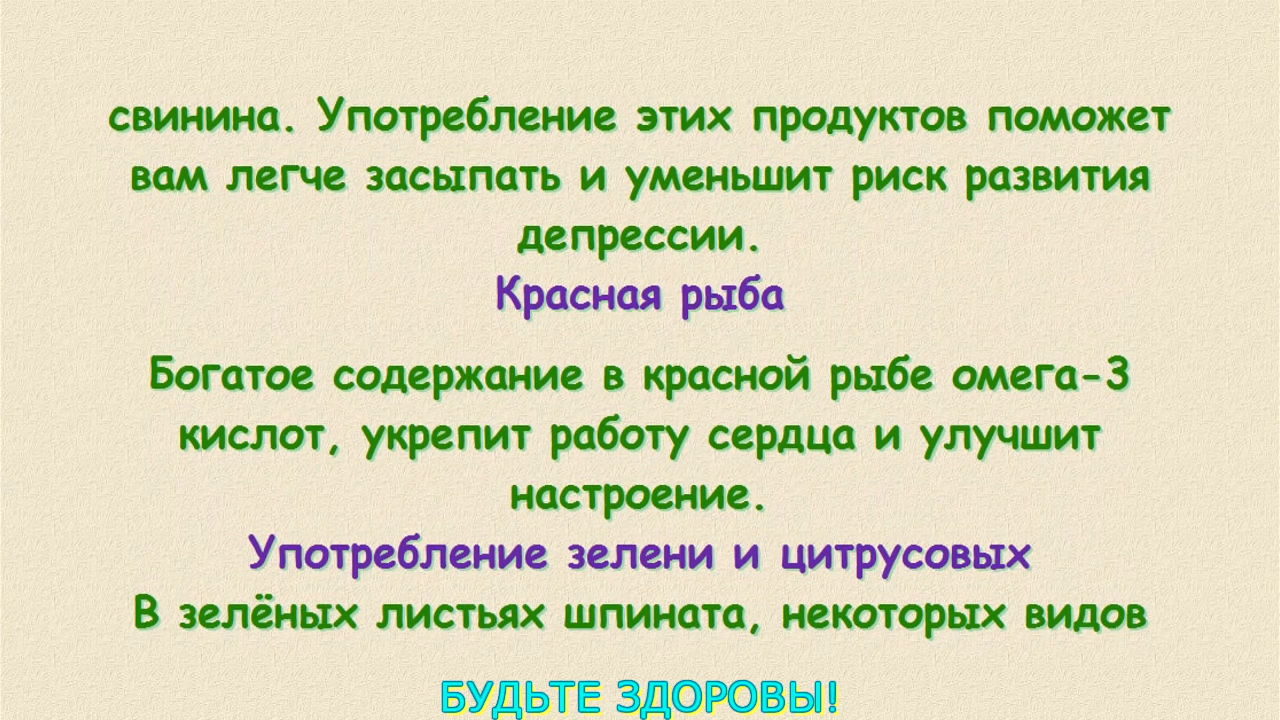 свинина. Употребление этих продуктов поможет
вам легче засыпать и уменьшит риск развития
депрессии.
Красная рыба
Богатое содержание в красной рыбе омега-3
кислот, укрепит работу сердца и улучшит
настроение.
Употребление зелени и цитрусовых
В зелёных листьях шпината, некоторых видов
БУДЬТЕ ЗДОРОВЫ!